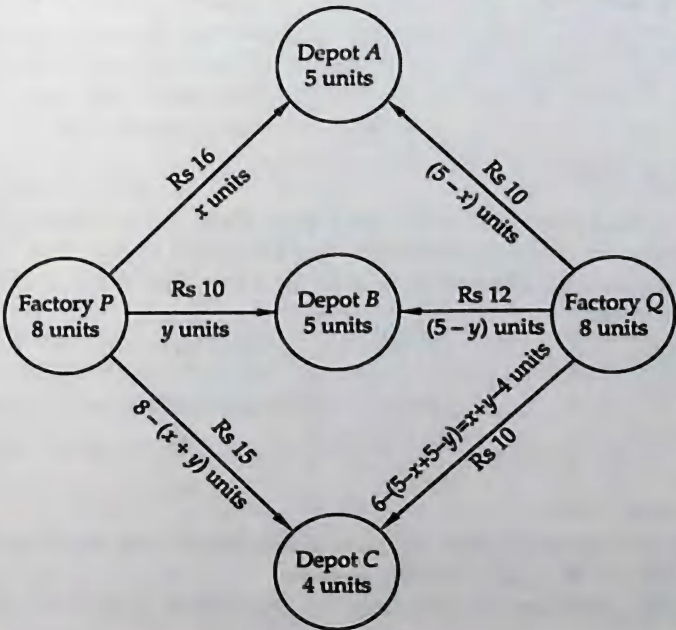 Depot A
5 units
Rs 16
x units
Rs 10
(5 – x) units
Factory P
8 units
Rs 10
y units
Depot B
5 units
Rs 12
(5 – y) units
Factory Q
8 units
Rs 15
8 – (x + y) units
6–(5–x+5–y)=x+y–4 units
Rs 10
Depot C
4 units